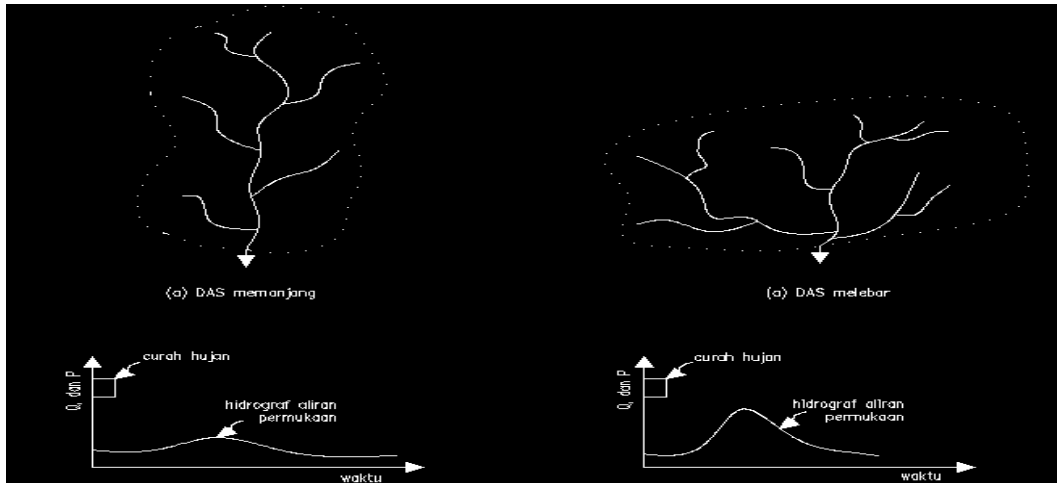 (a) DAS memanjang
(a) DAS melebar
curah hujan
Q, dan P
hidrograf aliran
permukaan
waktu
curah hujan
Q, dan P
hidrograf aliran
permukaan
waktu